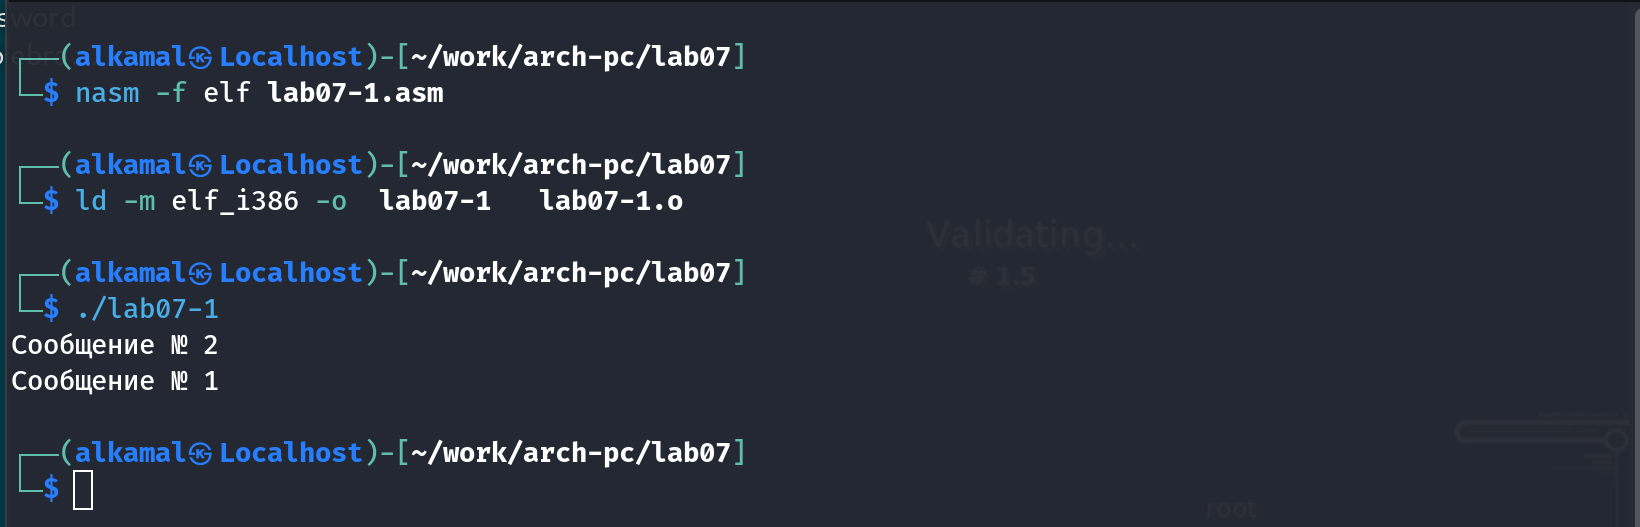 sword
┌──(alkamal㉿Localhost)-[~/work/arch-pc/lab07]
└─$ nasm -f elf lab07-1.asm
┌──(alkamal㉿Localhost)-[~/work/arch-pc/lab07]
└─$ ld -m elf_i386 -o  lab07-1   lab07-1.o
Validating...
┌──(alkamal㉿Localhost)-[~/work/arch-pc/lab07]
# 1.5
└─$ ./lab07-1
Сообщение № 2
Сообщение № 1
┌──(alkamal㉿Localhost)-[~/work/arch-pc/lab07]
└─$
root